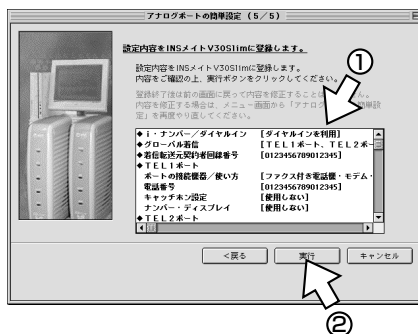 アナログポートの簡単設定 (5/5)
設定内容をINSメイトV30Slimに登録します。
設定内容をINSメイトV30Slimに登録します。
内容をご確認の上、実行ボタンをクリックしてください。
①
登録終了後は前の画面に戻って内容を修正すること
内容を修正する場合は、メニュー画面から「アナログ 簡単設
定」を再度やり直してください。
◆i・ナンバー/ダイヤルイン [ダイヤルインを利用]
◆グローバル着信 [TEL1ポート、TEL2ポー
◆着信転送元契約者回線番号 [012345678901 2345]
◆TEL1ポート
ポートの接続機器/使い方 [ファクス付き電話機・モデム・
電話番号 [0123456789012345]
キャッチホン設定 [使用しない]
ナンバー・ディスプレイ [使用しない]
◆TEL2ポート
<戻る 実行 キャンセル
②